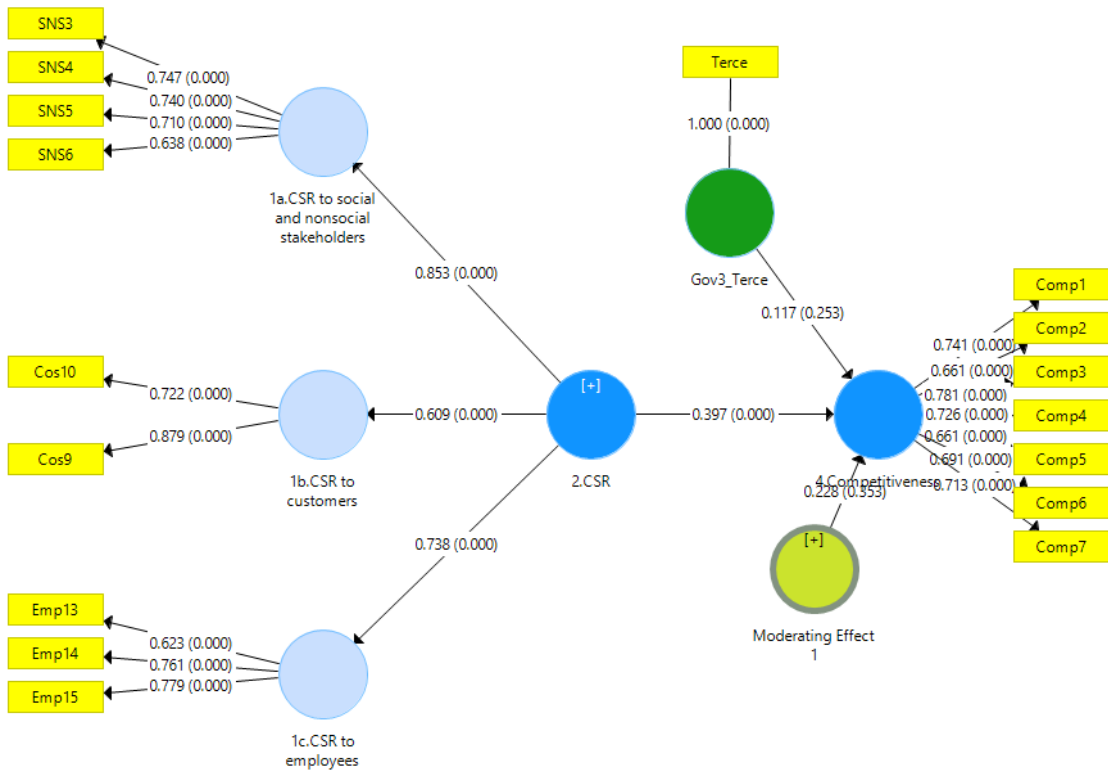 SNS3
SNS4
SNS5
SNS6
0.747 (0.000)
0.740 (0.000)
0.710 (0.000)
0.638 (0.000)
1a.CSR to social
and nonsocial
stakeholders
0.853 (0.000)
Terce
1.000 (0.000)
Gov3_Terce
0.117 (0.253)
Cos10
Cos9
0.722 (0.000)
0.879 (0.000)
1b.CSR to
customers
0.609 (0.000)
[+]
2.CSR
0.397 (0.000)
4.Competitiveness
0.741 (0.000)
0.661 (0.000)
0.781 (0.000)
0.726 (0.000)
0.661 (0.000)
0.691 (0.000)
0.713 (0.000)
Comp1
Comp2
Comp3
Comp4
Comp5
Comp6
Comp7
0.228 (0.353)
[+]
Moderating Effect
1
0.738 (0.000)
Emp13
Emp14
Emp15
0.623 (0.000)
0.761 (0.000)
0.779 (0.000)
1c.CSR to
employees